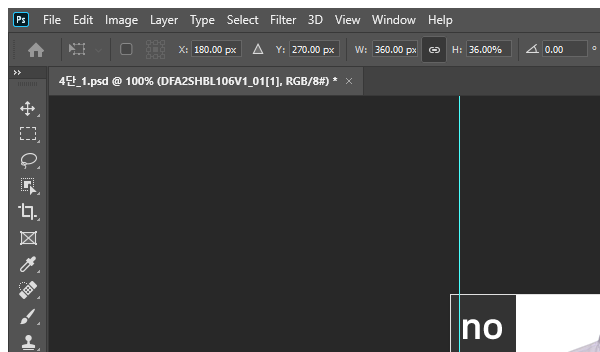 Ps File Edit Image Layer Type Select Filter 3D View Window Help
X: 180.00 px Y: 270.00 px W: 360.00 px H: 36.00% 0.00 °
4단_1.psd @ 100% (DFA2SHBL106V1_01[1], RGB/8#) * ×
no